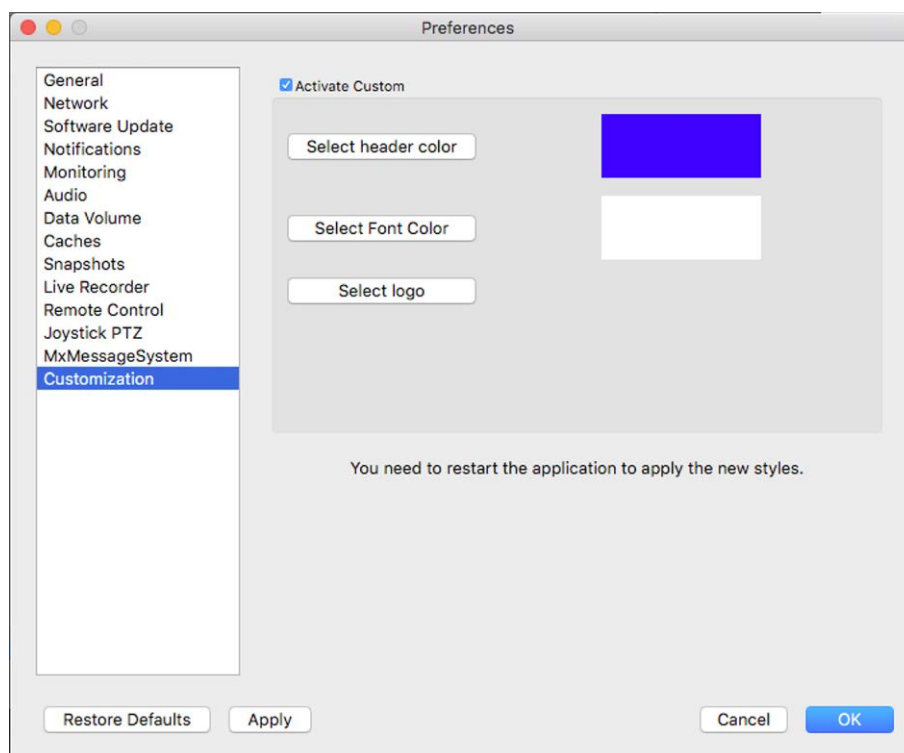 Preferences
General
Network
Software Update
Notifications
Monitoring
Audio
Data Volume
Caches
Snapshots
Live Recorder
Remote Control
Joystick PTZ
MxMessageSystem
Customization
Activate Custom
Select header color
Select Font Color
Select logo
You need to restart the application to apply the new styles.
Restore Defaults
Apply
Cancel
OK